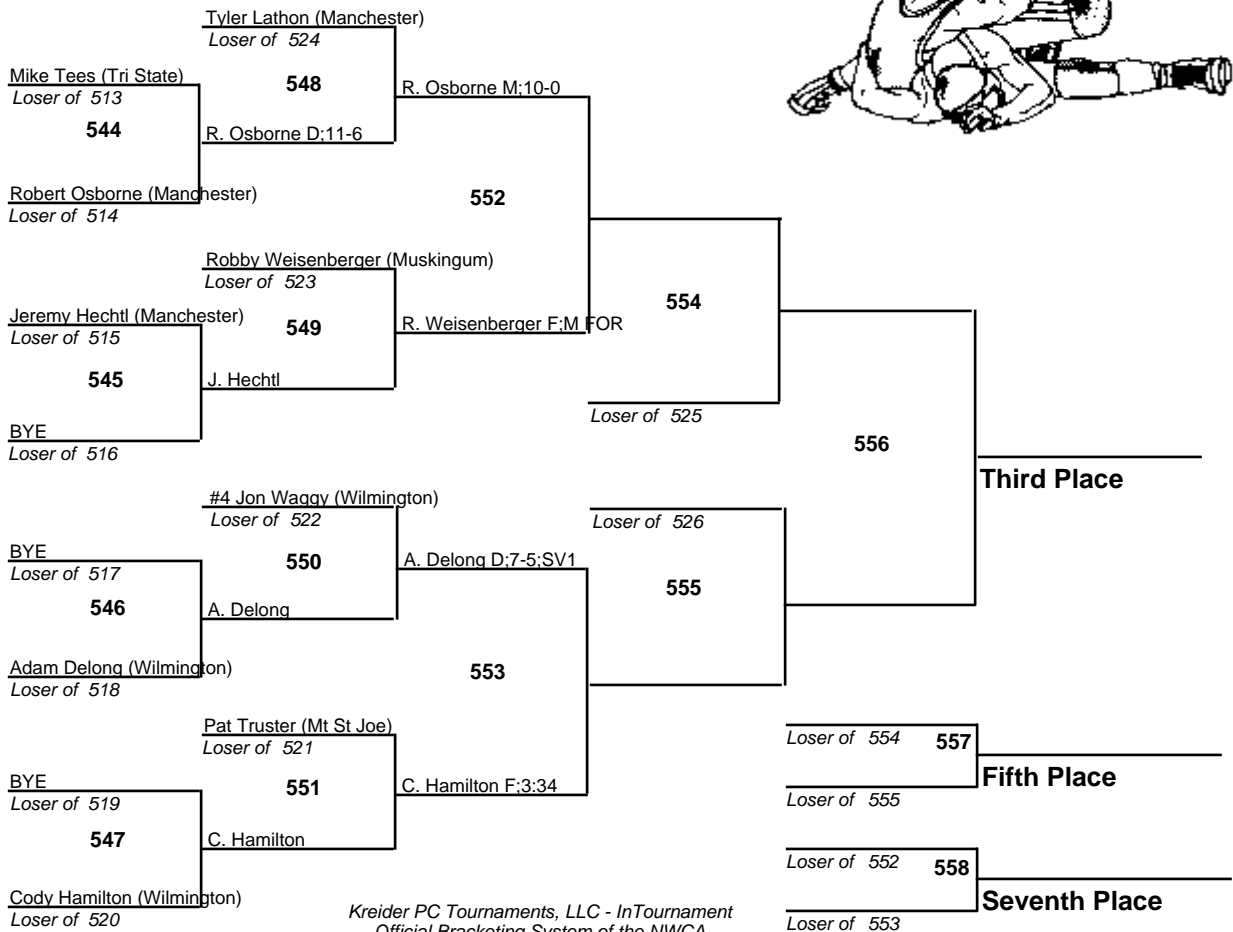 Tyler Lathon (Manchester)
Loser of 524
Mike Tees (Tri State)
548
R. Osborne M;10-0
Loser of 513
544
R. Osborne D;11-6
Robert Osborne (Manchester)
552
Loser of 514
Robby Weisenberger (Muskingum)
Loser of 523
554
Jeremy Hechtl (Manchester)
549
R. Weisenberger F;M FOR
Loser of 515
545
J. Hechtl
Loser of 525
BYE
556
Loser of 516
Third Place
#4 Jon Waggy (Wilmington)
Loser of 522
Loser of 526
BYE
550
A. Delong D;7-5;SV1
Loser of 517
555
546
A. Delong
Adam Delong (Wilmington)
553
Loser of 518
Pat Truster (Mt St Joe)
Loser of 521
Loser of 554
557
BYE
551
C. Hamilton F;3:34
Fifth Place
Loser of 519
Loser of 555
547
C. Hamilton
Loser of 552
558
Cody Hamilton (Wilmington)
Seventh Place
Loser of 520
Loser of 553
Kreider PC Tournaments, LLC - InTournament
Official Bracketing System of the NWCA